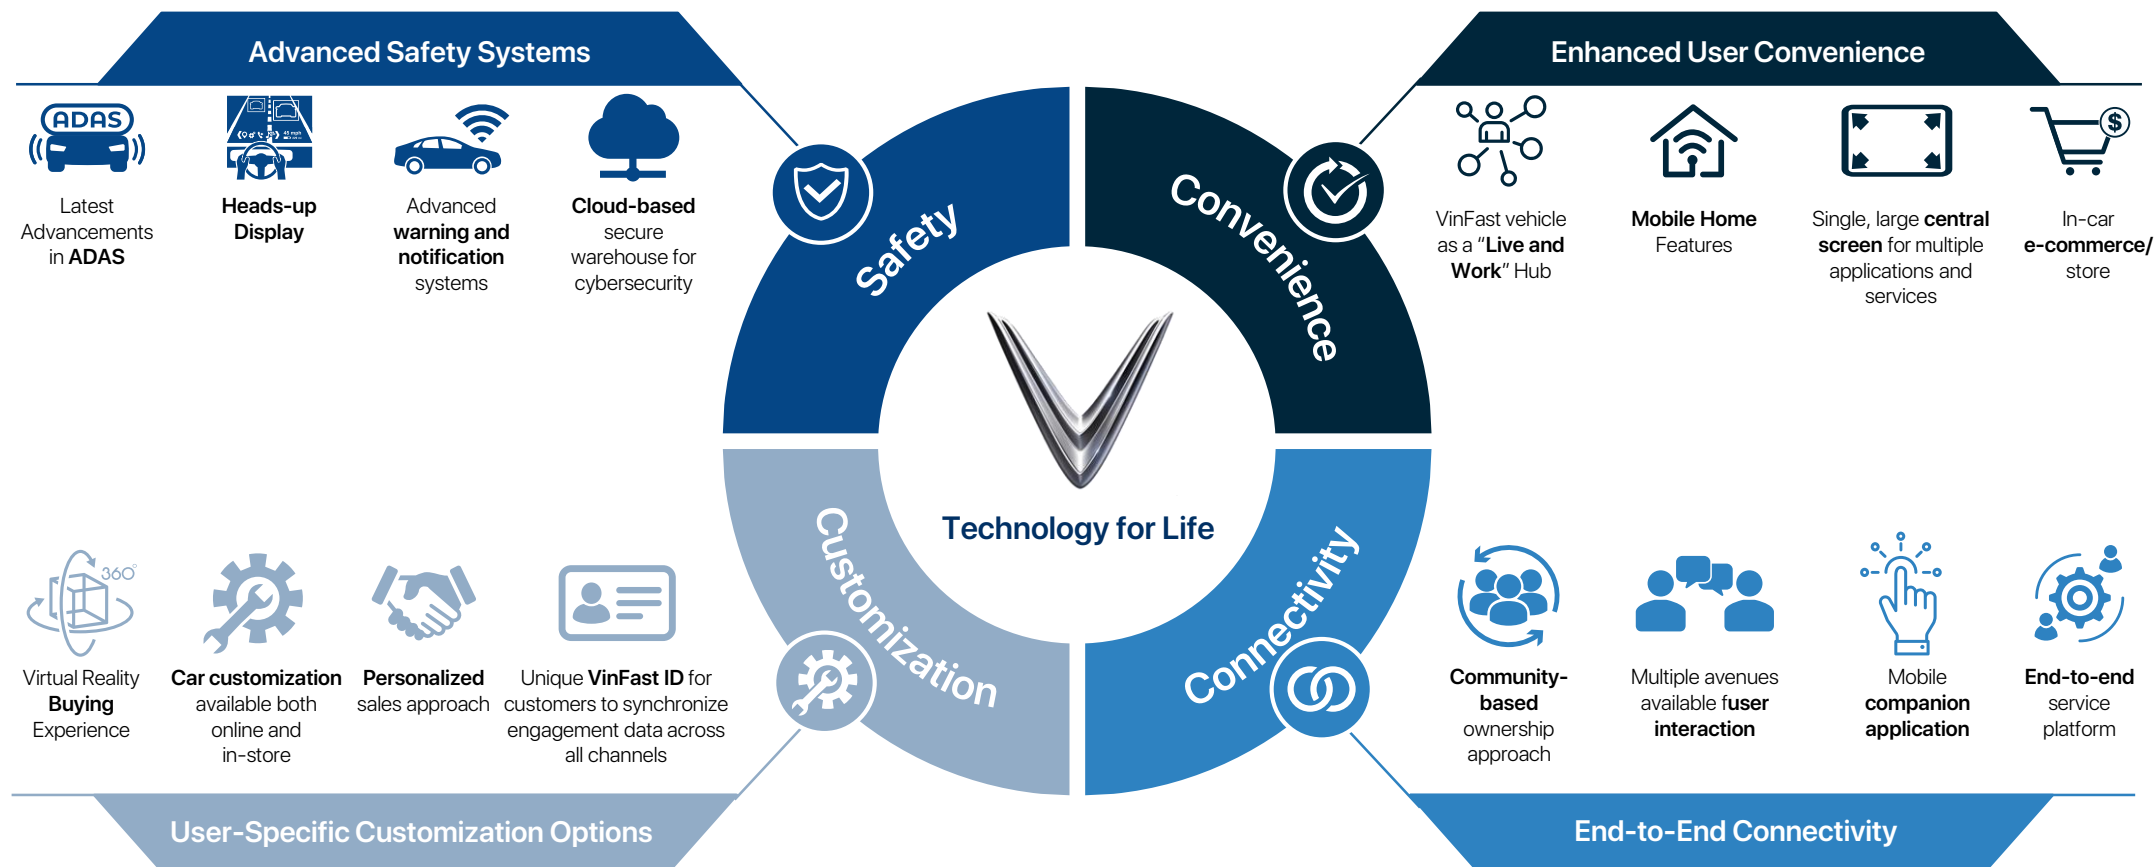 Advanced Safety Systems
ADAS
45 mph
Latest
Advancements
in ADAS
Heads-up
Display
Advanced
warning and
notification
systems
Cloud-based
secure
warehouse for
cybersecurity
Enhanced User Convenience
$
VinFast vehicle
as a "Live and
Work" Hub
Mobile Home
Features
Single, large central
screen for multiple
applications and
services
In-car
e-commerce/
store
Safety
Convenience
Technology for Life
Customization
Connectivity
360°
Virtual Reality
Buying
Experience
Car customization
available both
online and
in-store
Personalized
sales approach
Unique VinFast ID for
customers to synchronize
engagement data across
all channels
User-Specific Customization Options
Community-
based
ownership
approach
Multiple avenues
available fuser
interaction
Mobile
companion
application
End-to-end
service
platform
End-to-End Connectivity